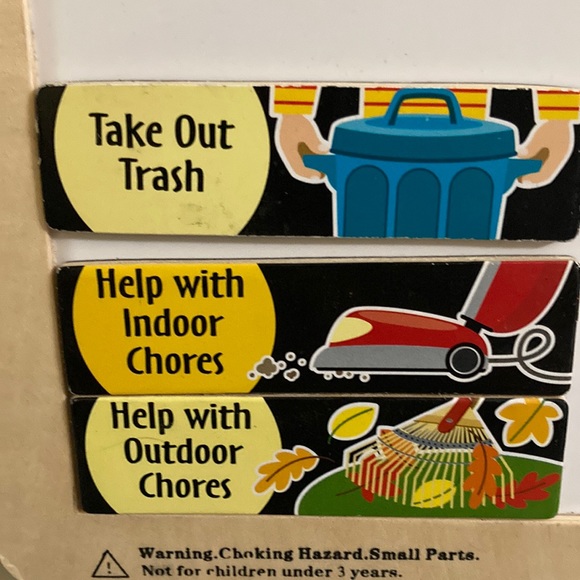 Take Out
Trash
Help with
Indoor
Chores
Help with
Outdoor
Chores
Warning.Choking Hazard.Small Parts.
Not for children under 3 years.